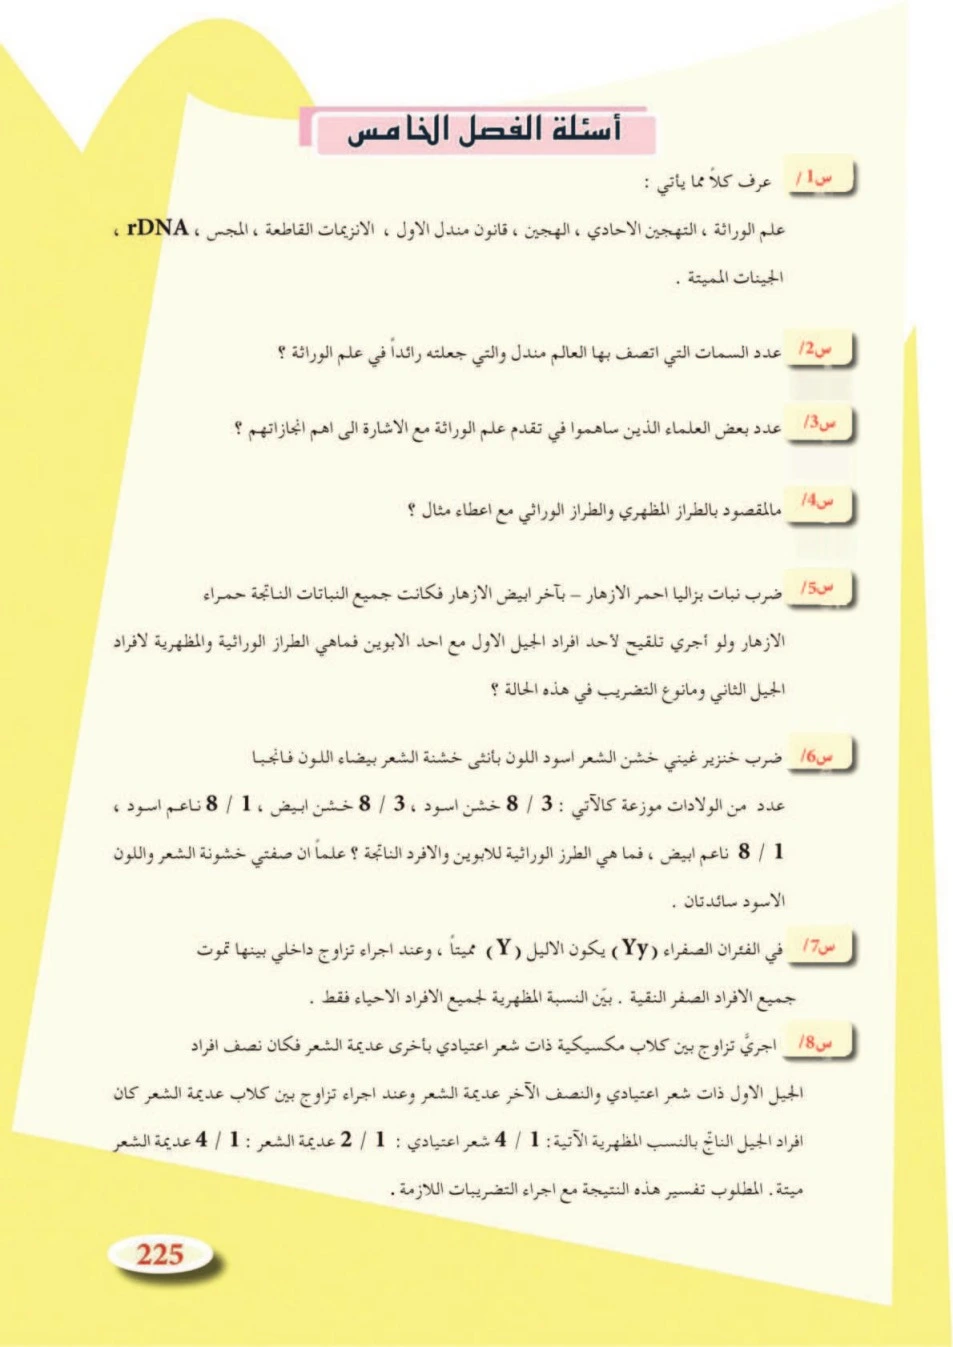 أسئلة الفصل الخامس
س1/ عرف كلاً مما يأتي :
علم الوراثة ، التهجين الاحادي ، الهجين ، قانون مندل الاول ، الانزيمات القاطعة ، المجس ، rDNA ،
الجينات المميتة .
س2/ عدد السمات التي اتصف بها العالم مندل والتي جعلته رائداً في علم الوراثة ؟
س3/ عدد بعض العلماء الذين ساهموا في تقدم علم الوراثة مع الاشارة الى اهم انجازاتهم ؟
س4/ مالمقصود بالطراز المظهري والطراز الوراثي مع اعطاء مثال ؟
س5/ ضرب نبات بزاليا احمر الازهار – بآخر ابيض الازهار فكانت جميع النباتات الناتجة حمراء
الازهار ولو أجري تلقيح لأحد افراد الجيل الاول مع احد الابوين فماهي الطراز الوراثية والمظهرية لافراد
الجيل الثاني ومانوع التضريب في هذه الحالة ؟
س6/ ضرب خنزير غيني خشن الشعر اسود اللون بأنثى خشنة الشعر بيضاء اللون فانجبا
عدد من الولادات موزعة كالآتي : 3 / 8 خشن اسود ، 3 / 8 خشن ابيض ، 1 / 8 ناعم اسود ،
1 / 8 ناعم ابيض ، فما هي الطرز الوراثية للابوين والافرد الناتجة ؟ علماً ان صفتي خشونة الشعر واللون
الاسود سائدتان .
س7/ في الفئران الصفراء (Yy) يكون الاليل (Y) مميتاً ، وعند اجراء تزاوج داخلي بينها تموت
جميع الافراد الصفر النقية . بيّن النسبة المظهرية لجميع الافراد الاحياء فقط .
س8/ اجريَّ تزاوج بين كلاب مكسيكية ذات شعر اعتيادي بأخرى عديمة الشعر فكان نصف افراد
الجيل الاول ذات شعر اعتيادي والنصف الآخر عديمة الشعر وعند اجراء تزاوج بين كلاب عديمة الشعر كان
افراد الجيل الناتج بالنسب المظهرية الآتية: 1 / 4 شعر اعتيادي : 1 / 2 عديمة الشعر : 1 / 4 عديمة الشعر
ميتة. المطلوب تفسير هذه النتيجة مع اجراء التضريبات اللازمة .
225